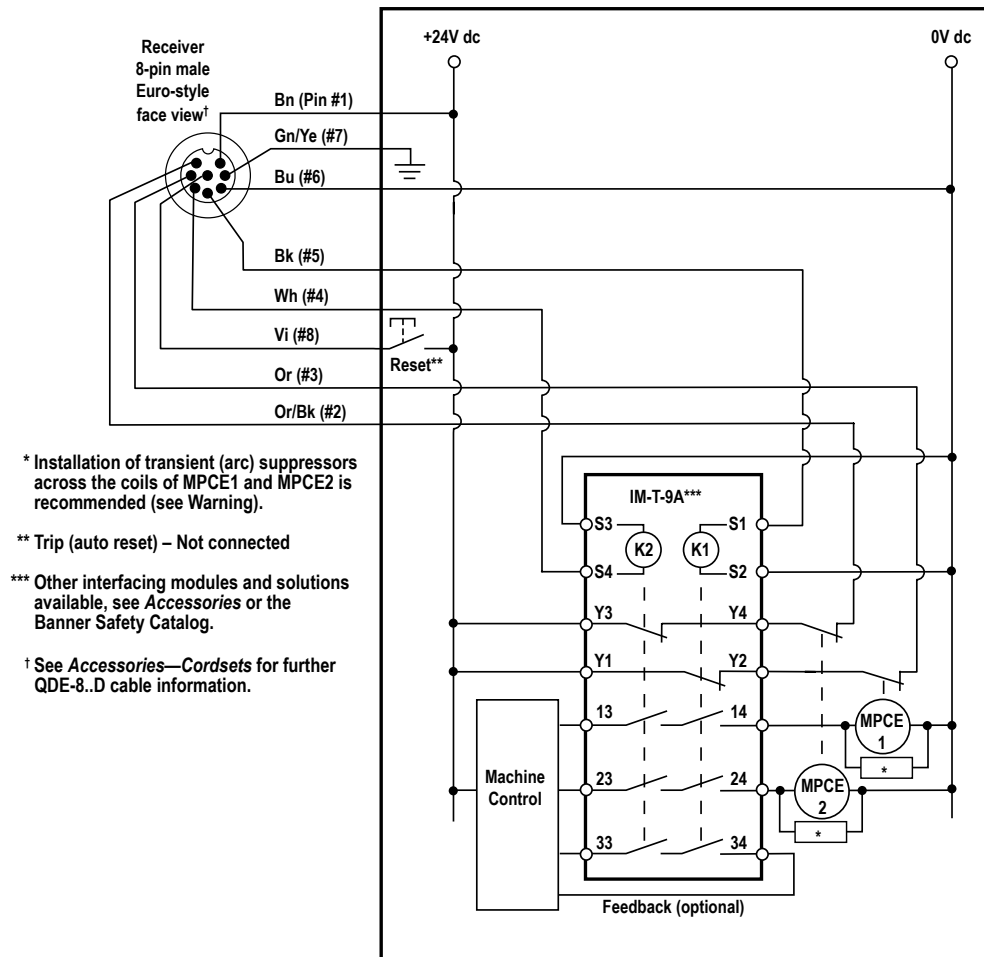 +24V dc
0V dc
Receiver
8-pin male
Euro-style
face view†
Bn (Pin #1)
Gn/Ye (#7)
Bu (#6)
Bk (#5)
Wh (#4)
Vi (#8)
Reset**
Or (#3)
Or/Bk (#2)
* Installation of transient (arc) suppressors
across the coils of MPCE1 and MPCE2 is
recommended (see Warning).
** Trip (auto reset) – Not connected
*** Other interfacing modules and solutions
available, see Accessories or the
Banner Safety Catalog.
† See Accessories—Cordsets for further
QDE-8..D cable information.
IM-T-9A***
S3
S1
K2
K1
S4
S2
Y3
Y4
Y1
Y2
13
14
MPCE
1
*
Machine
Control
23
24
MPCE
2
*
33
34
Feedback (optional)